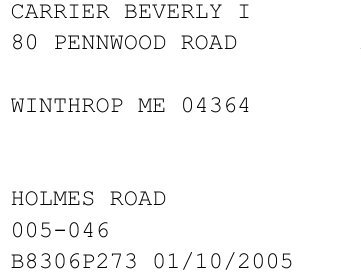 CARRIER BEVERLY I
80 PENNWOOD ROAD
WINTHROP ME 04364
HOLMES ROAD
005-046
B8306P273 01/10/2005